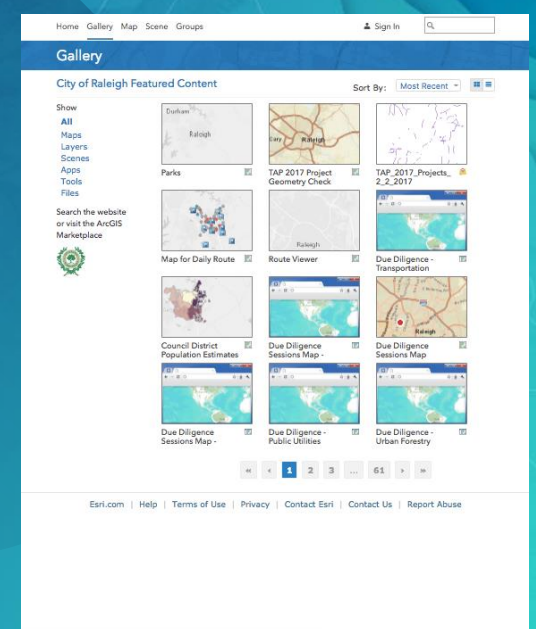 Home Gallery Map Scene Groups
Sign In
Gallery
City of Raleigh Featured Content
Sort By: Most Recent
Show
All
Maps
Layers
Scenes
Apps
Tools
Files
Search the website
or visit the ArcGIS
Marketplace
Durham
Raleigh
Cary
Raleigh
Parks
TAP 2017 Project
Geometry Check
TAP_2017_Projects_
2_2_2017
Raleigh
Map for Daily Route
Route Viewer
Due Diligence -
Transportation
Raleigh
Council District
Population Estimates
Due Diligence
Sessions Map -
Due Diligence
Sessions Map
Due Diligence
Sessions Map -
Due Diligence -
Public Utilities
Due Diligence -
Urban Forestry
« ‹ 1 2 3 ... 61 › »
Esri.com | Help | Terms of Use | Privacy | Contact Esri | Contact Us | Report Abuse